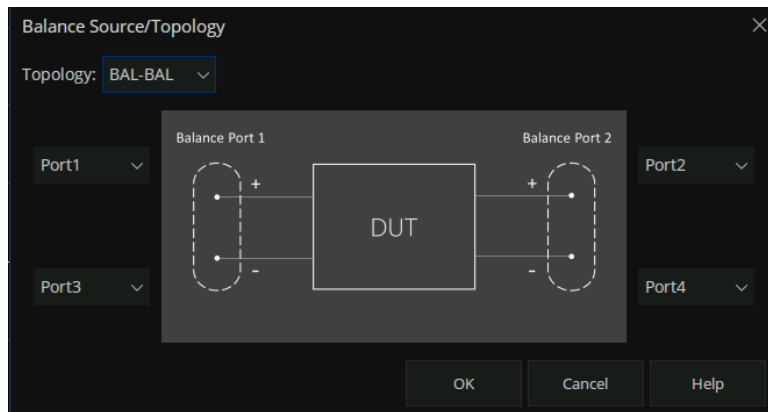 Balance Source/Topology
Topology: BAL-BAL
Balance Port 1
Balance Port 2
Port1
+
+
Port2
DUT
Port3
-
-
Port4
OK
Cancel
Help